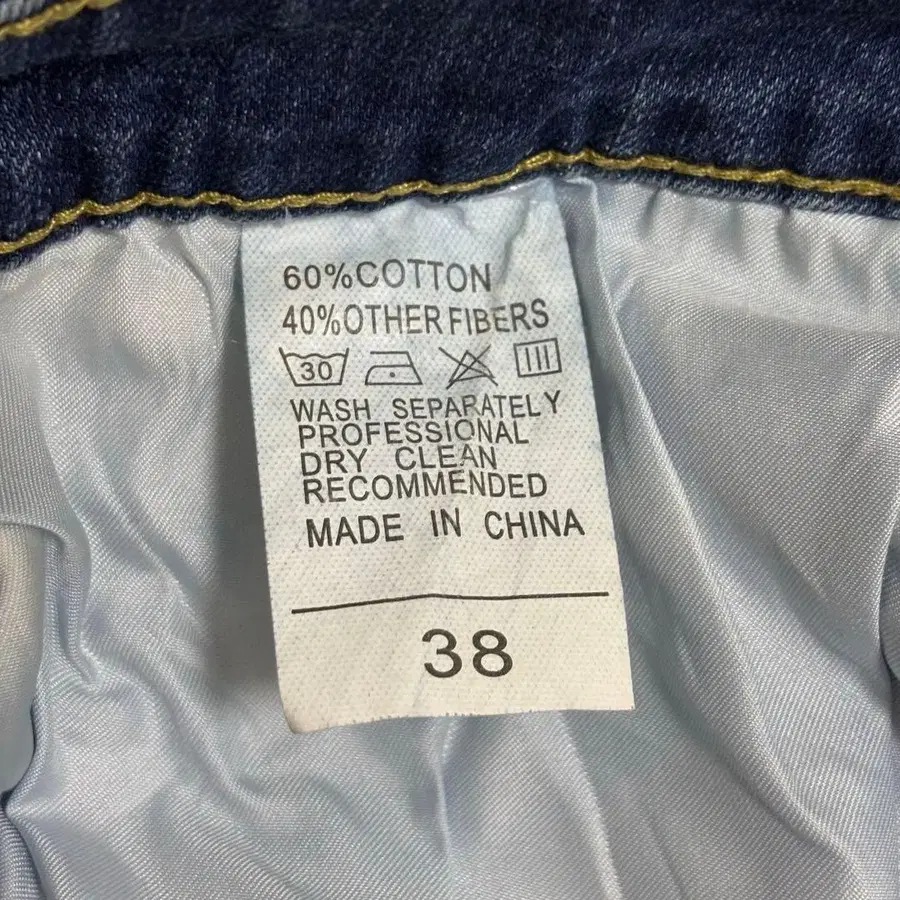 60%COTTON
40%OTHER FIBERS
30
WASH SEPARATELY
PROFESSIONAL
DRY CLEAN
RECOMMENDED
MADE IN CHINA
38